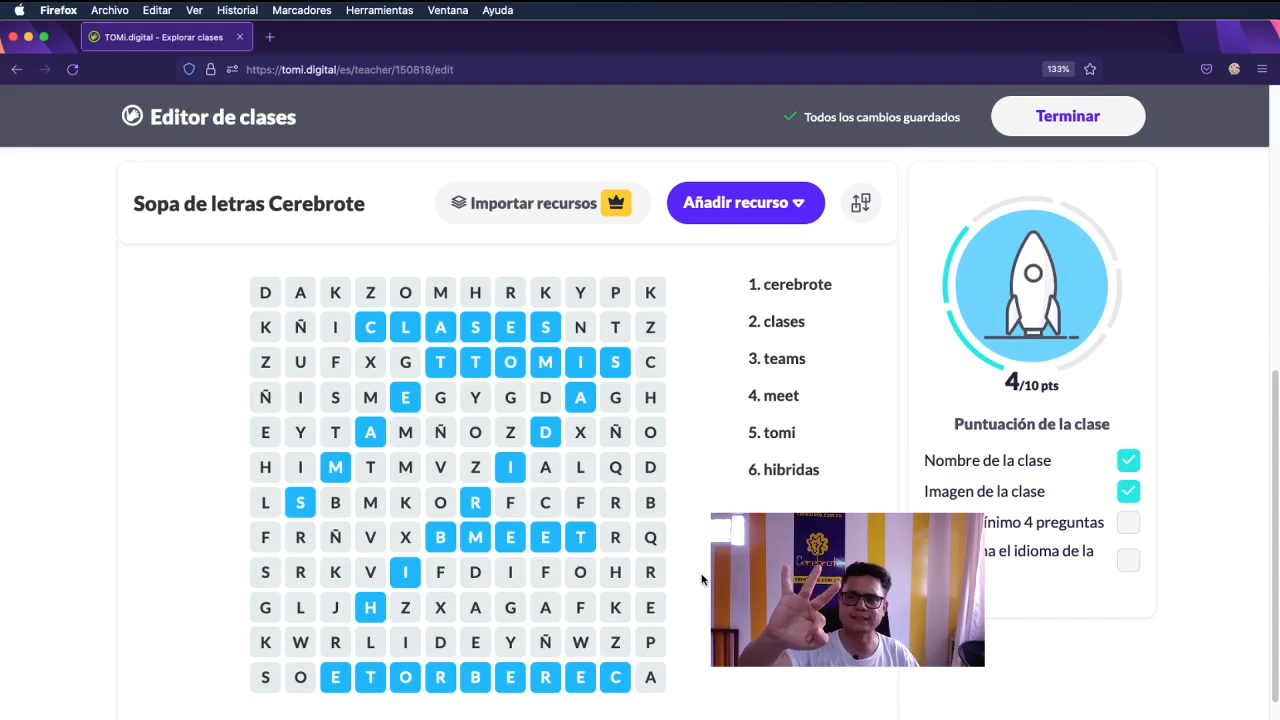 Firefox Archivo Editar Ver Historial Marcadores Herramientas Ventana Ayuda
TOMi.digital - Explorar clases
https://tomi.digital/es/teacher/150818/edit
133%
Editor de clases
Todos los cambios guardados
Terminar
Sopa de letras Cerebrote
Importar recursos
Añadir recurso
D A K Z O M H R K Y P K
K Ñ I C L A S E S N T Z
Z U F X G T T O M I S C
Ñ I S M E G Y G D A G H
E Y T A M Ñ O Z D X Ñ O
H I M T M V Z I A L Q D
L S B M K O R F C F R B
F R Ñ V X B M E E T R Q
S R K V I F D I F O H R
G L J H Z X A G A F K E
K W R L I D E Y Ñ W Z P
S O E T O R B E R E C A
1. cerebrote
2. clases
3. teams
4. meet
5. tomi
6. hibridas
4/10 pts
Puntuación de la clase
Nombre de la clase
Imagen de la clase
ínimo 4 preguntas
na el idioma de la
Cerebrote